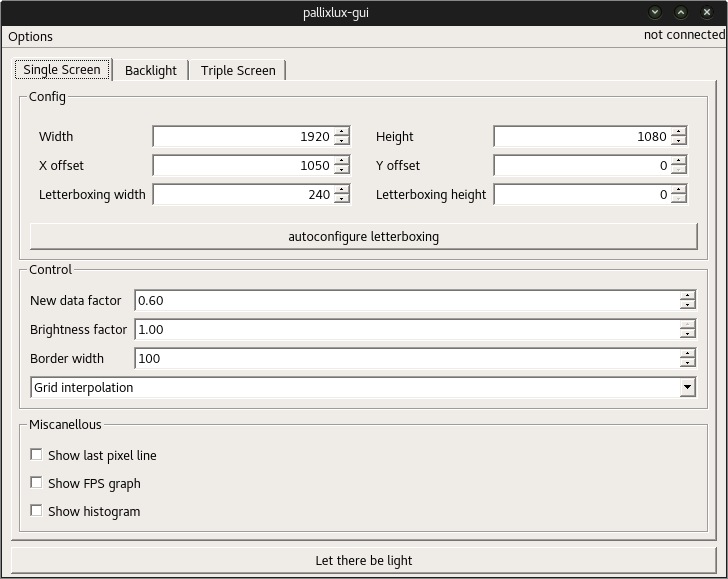 pallixlux-gui
Options
not connected
Single Screen Backlight Triple Screen
Config
Width 1920 Height 1080
X offset 1050 Y offset 0
Letterboxing width 240 Letterboxing height 0
autoconfigure letterboxing
Control
New data factor 0.60
Brightness factor 1.00
Border width 100
Grid interpolation
Miscanellous
Show last pixel line
Show FPS graph
Show histogram
Let there be light